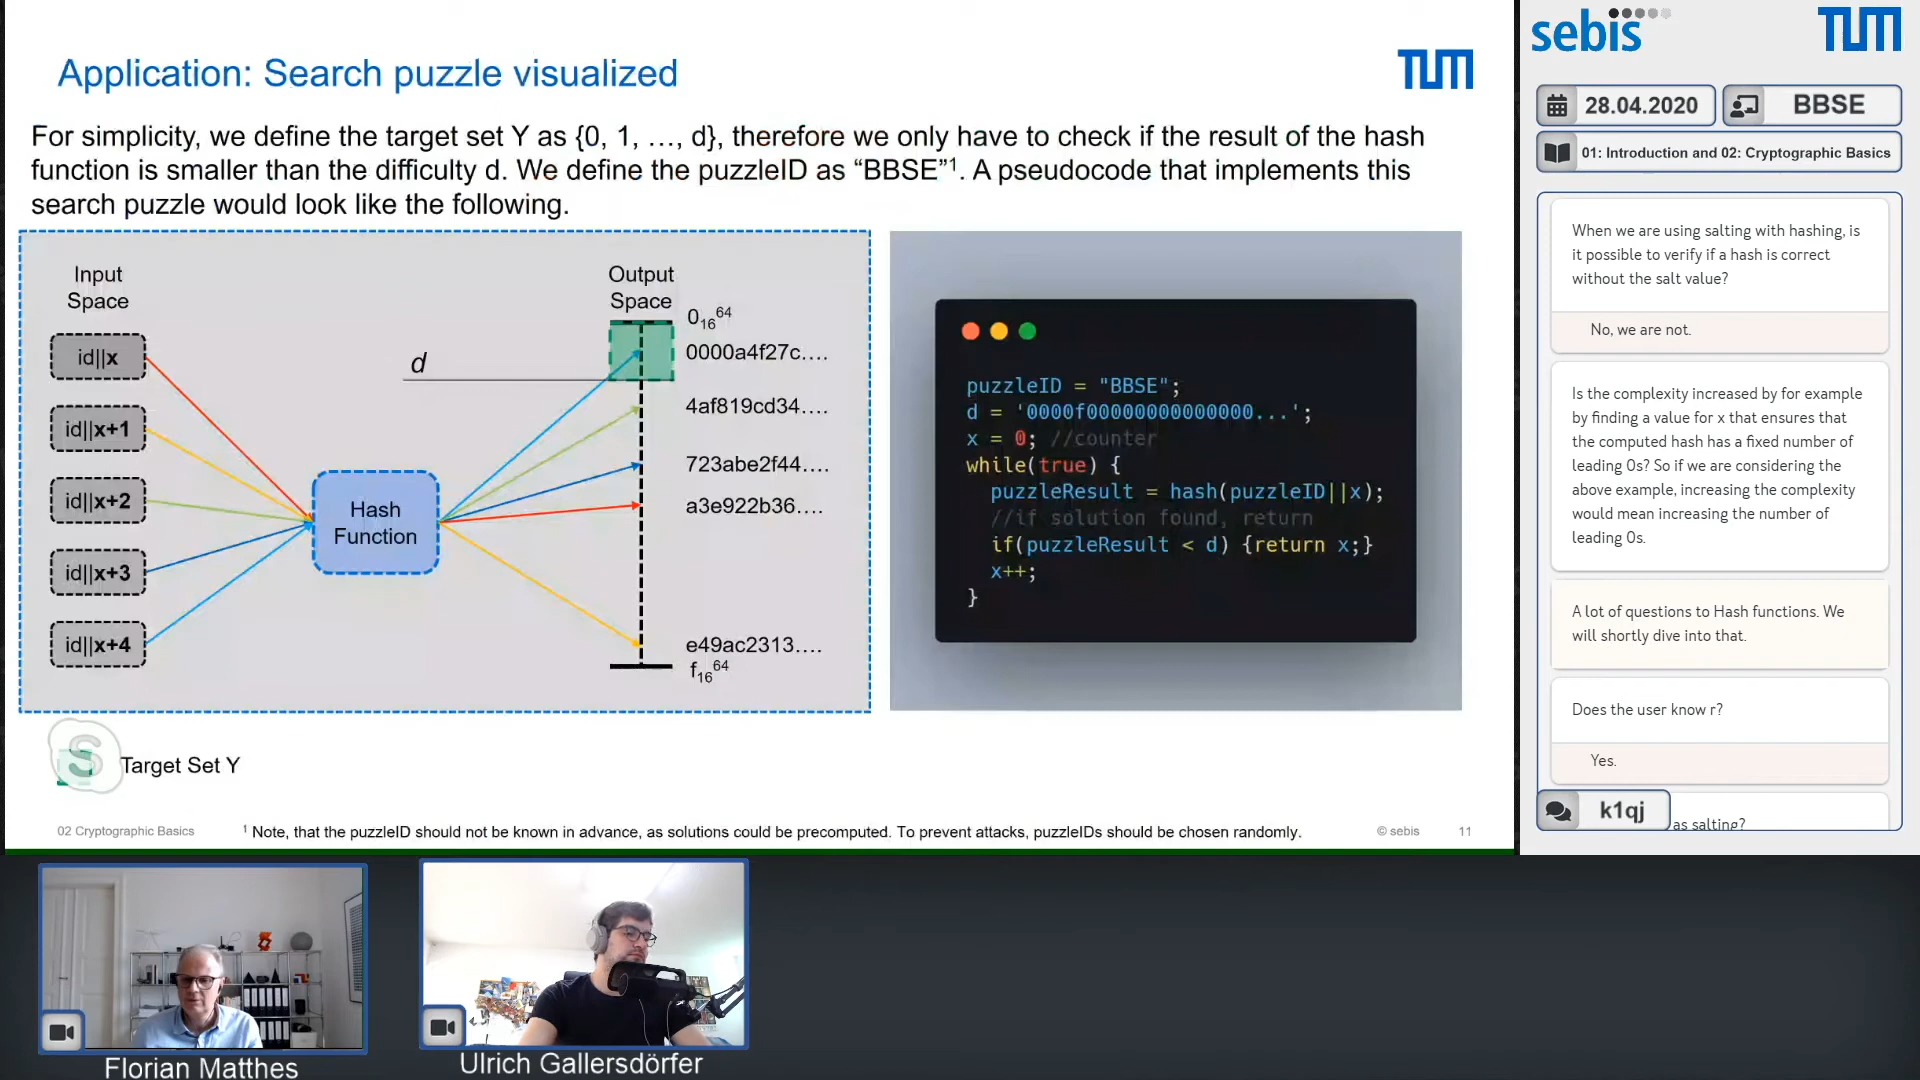 Application: Search puzzle visualized
TUM
For simplicity, we define the target set Y as {0, 1, …, d}, therefore we only have to check if the result of the hash
function is smaller than the difficulty d. We define the puzzleID as “BBSE”¹. A pseudocode that implements this
search puzzle would look like the following.
Input
Space
id||x
id||x+1
id||x+2
id||x+3
id||x+4
d
Hash
Function
Output
Space
0₁₆⁶⁴
0000a4f27c….
4af819cd34….
723abe2f44….
a3e922b36….
e49ac2313….
f₁₆⁶⁴
puzzleID = "BBSE";
d = '0000f00000000000000...';
x = 0; //counter
while(true) {
puzzleResult = hash(puzzleID||x);
//if solution found, return
if(puzzleResult < d) {return x;}
x++;
}
S
Target Set Y
02 Cryptographic Basics
¹ Note, that the puzzleID should not be known in advance, as solutions could be precomputed. To prevent attacks, puzzleIDs should be chosen randomly.
© sebis
11
sebis
TUM
28.04.2020
BBSE
01: Introduction and 02: Cryptographic Basics
When we are using salting with hashing, is
it possible to verify if a hash is correct
without the salt value?
No, we are not.
Is the complexity increased by for example
by finding a value for x that ensures that
the computed hash has a fixed number of
leading 0s? So if we are considering the
above example, increasing the complexity
would mean increasing the number of
leading 0s.
A lot of questions to Hash functions. We
will shortly dive into that.
Does the user know r?
Yes.
k1qj
as salting?
Florian Matthes
Ulrich Gallersdörfer